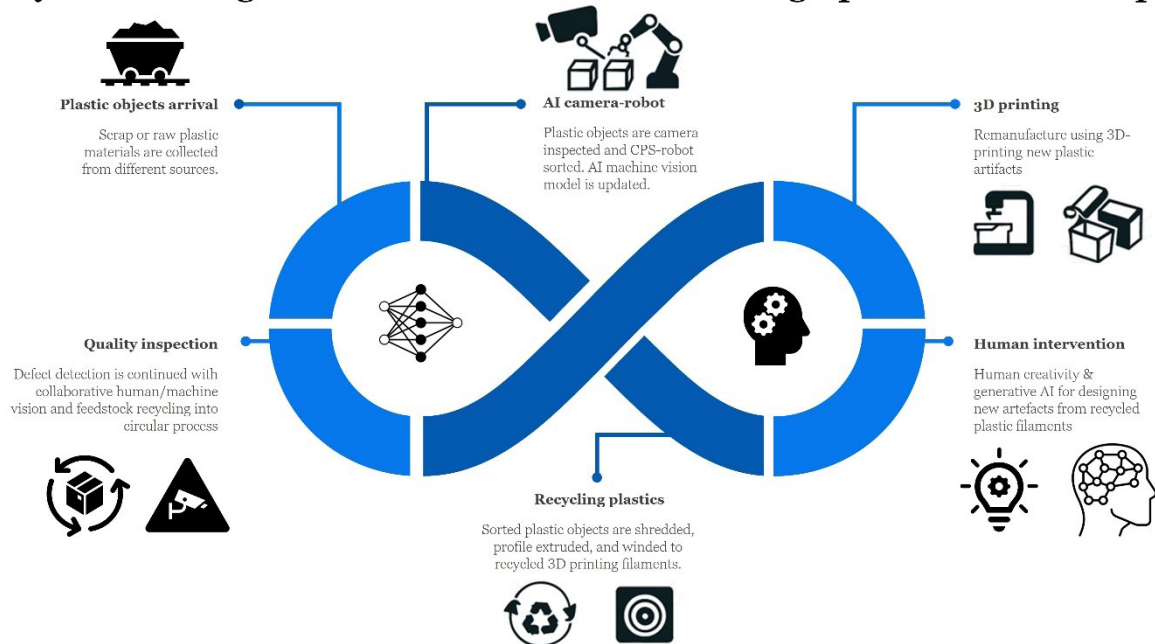 Plastic objects arrival
Scrap or raw plastic
materials are collected
from different sources.
AI camera-robot
Plastic objects are camera
inspected and CPS-robot
sorted. AI machine vision
model is updated.
3D printing
Remanufacture using 3D-
printing new plastic
artifacts
Quality inspection
Defect detection is continued with
collaborative human/machine
vision and feedstock recycling into
circular process
Human intervention
Human creativity &
generative AI for designing
new artefacts from recycled
plastic filaments
Recycling plastics
Sorted plastic objects are shredded,
profile extruded, and winded to
recycled 3D printing filaments.